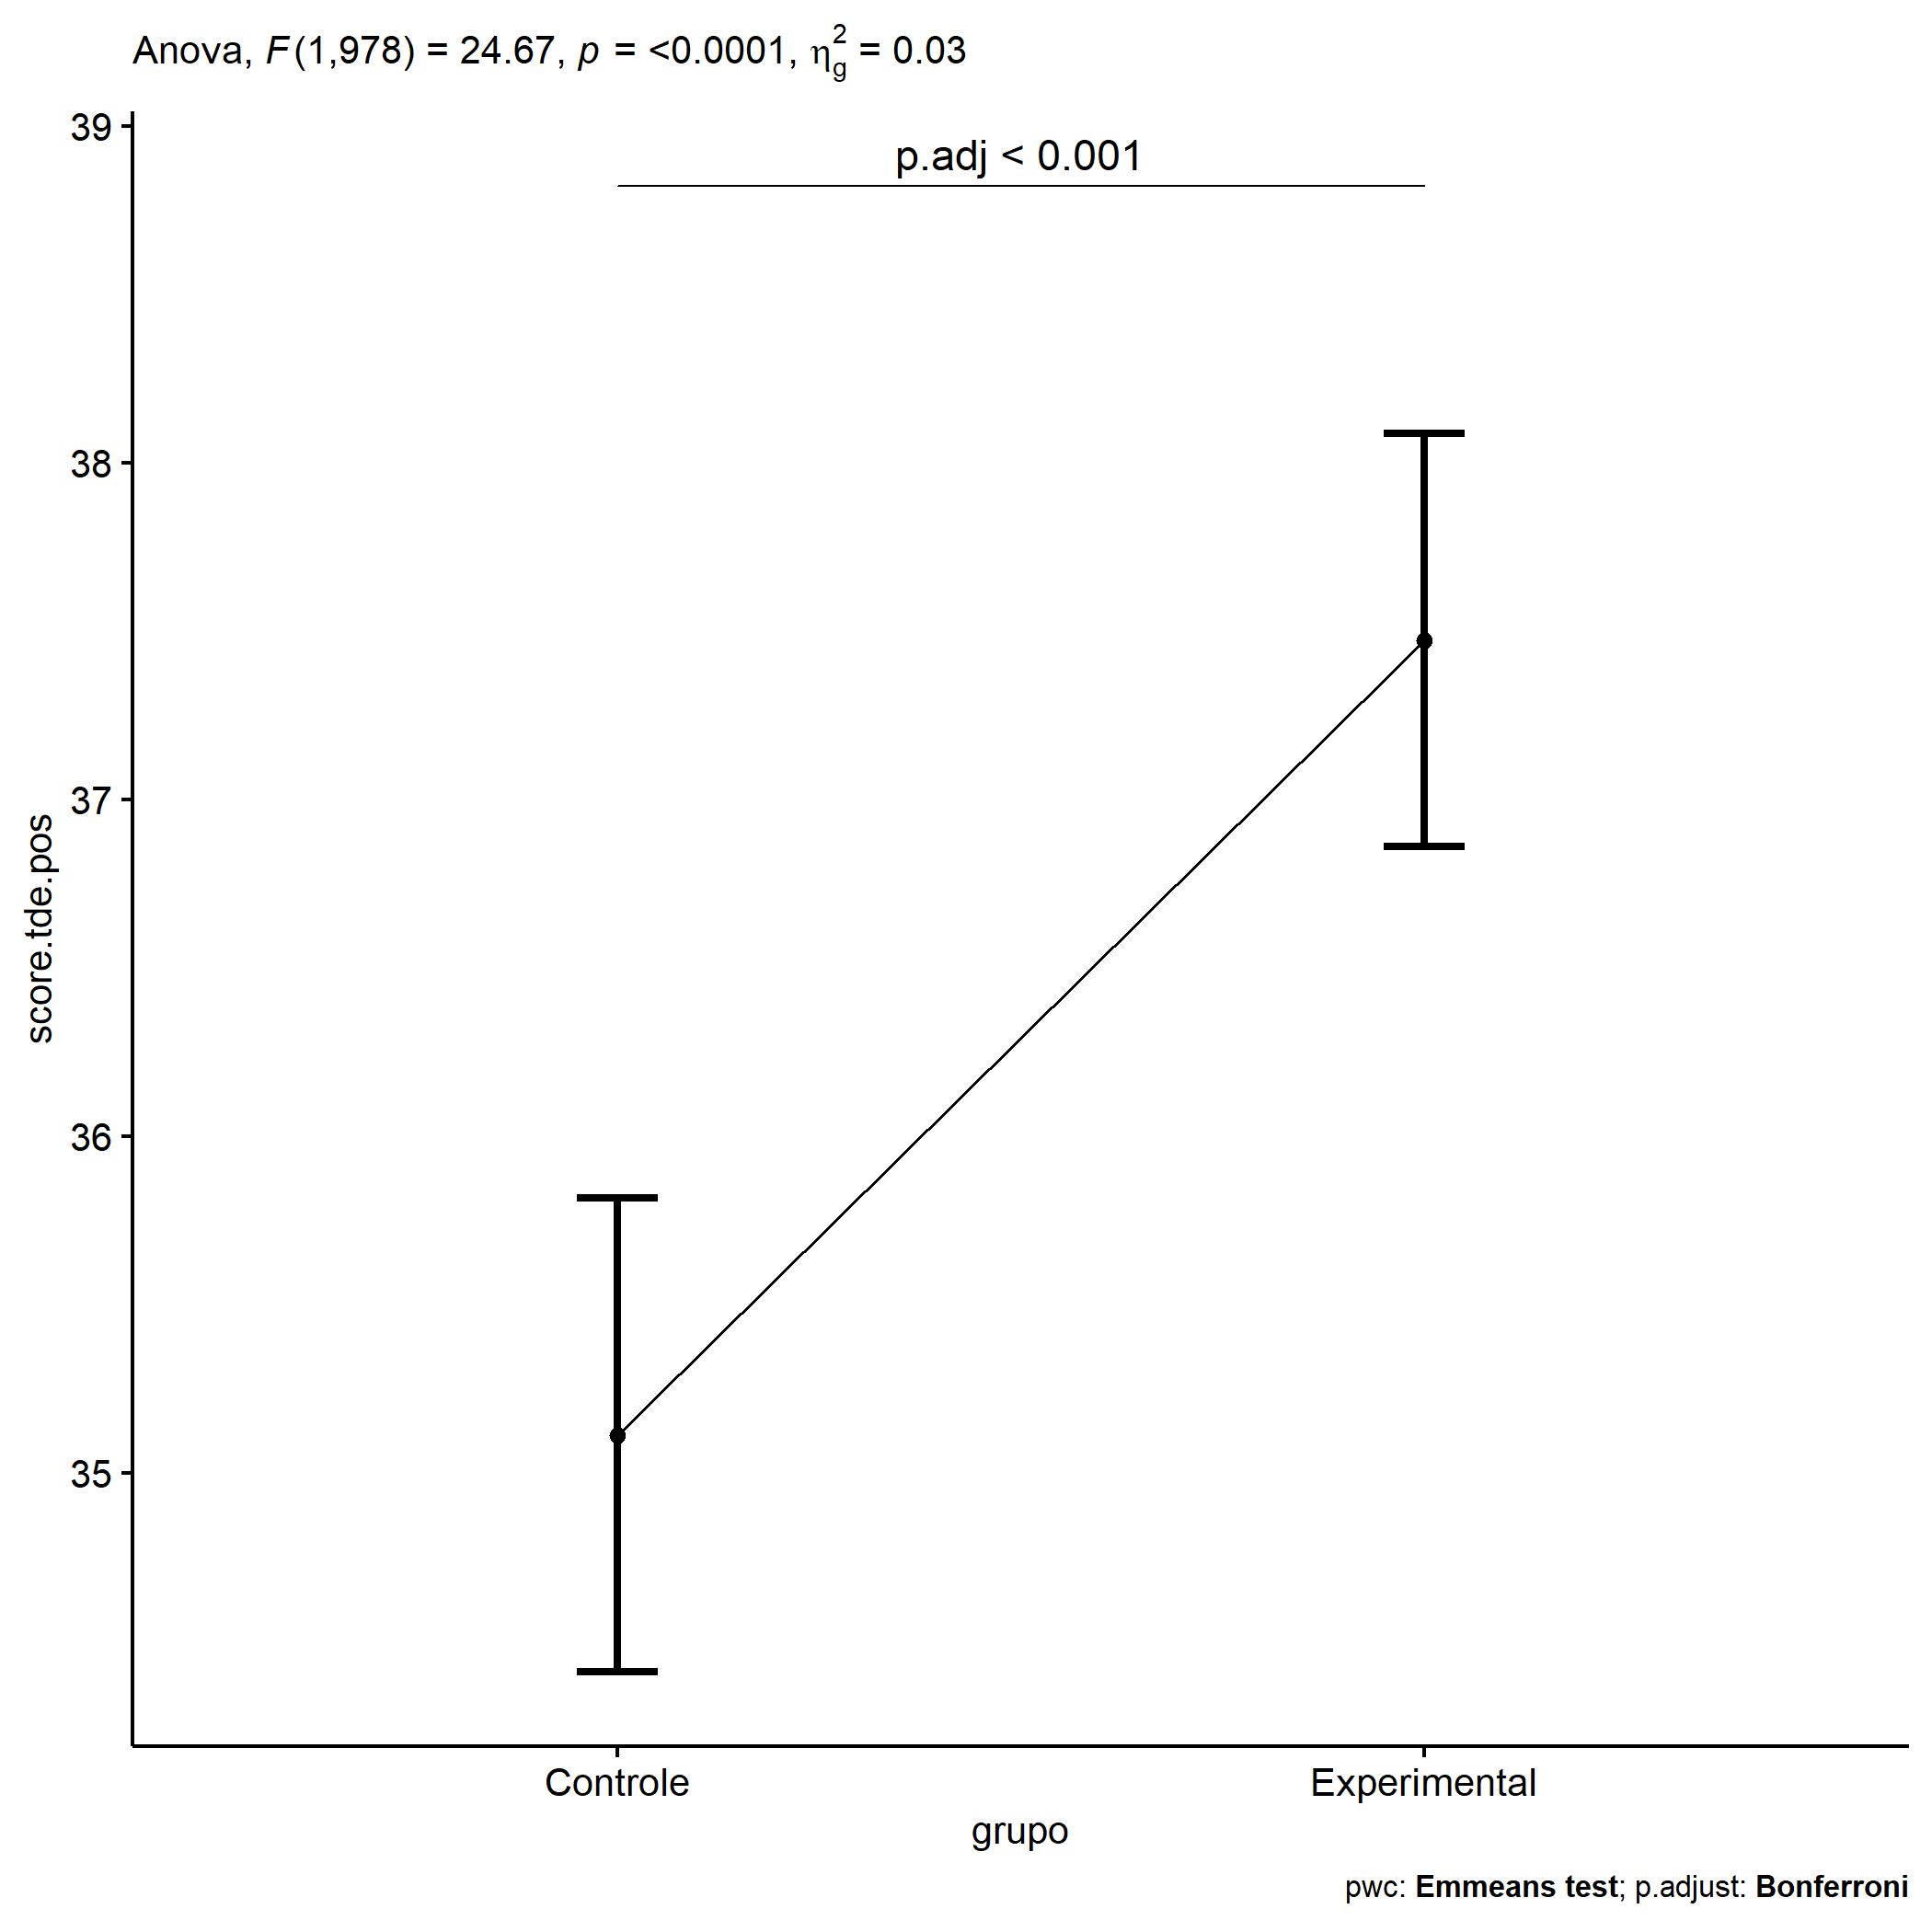 Anova, F(1,978) = 24.67, p = <0.0001, η²g = 0.03
39
p.adj < 0.001
38
37
36
35
score.tde.pos
Controle Experimental
grupo
pwc: Emmeans test; p.adjust: Bonferroni